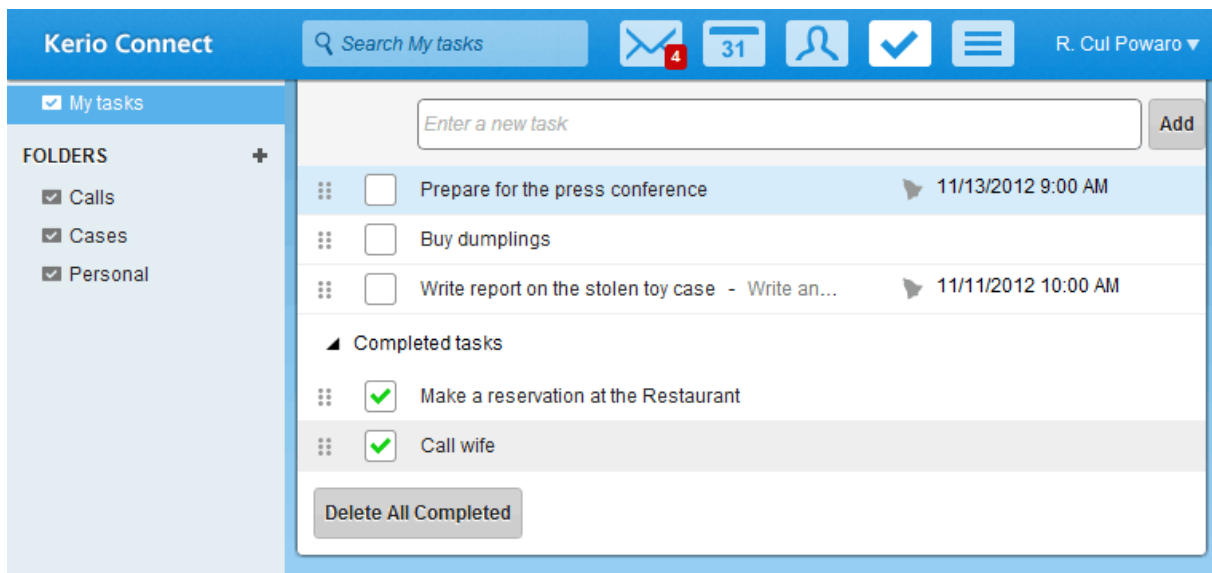 Kerio Connect
Search My tasks
4
31
R. Cul Powaro
My tasks
FOLDERS
Calls
Cases
Personal
Enter a new task
Add
Prepare for the press conference 11/13/2012 9:00 AM
Buy dumplings
Write report on the stolen toy case - Write an... 11/11/2012 10:00 AM
Completed tasks
Make a reservation at the Restaurant
Call wife
Delete All Completed